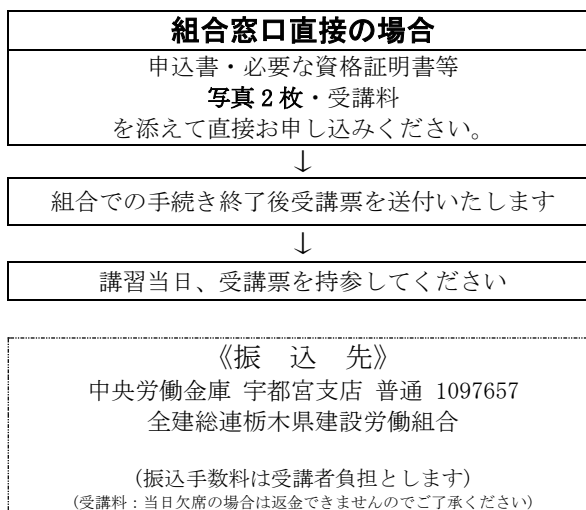 組合窓口直接の場合
申込書・必要な資格証明書等
写真2枚・受講料
を添えて直接お申し込みください。
↓
組合での手続き終了後受講票を送付いたします
↓
講習当日、受講票を持参してください
《振 込 先》
中央労働金庫 宇都宮支店 普通 1097657
全建総連栃木県建設労働組合
(振込手数料は受講者負担とします)
(受講料：当日欠席の場合は返金できませんのでご了承ください)